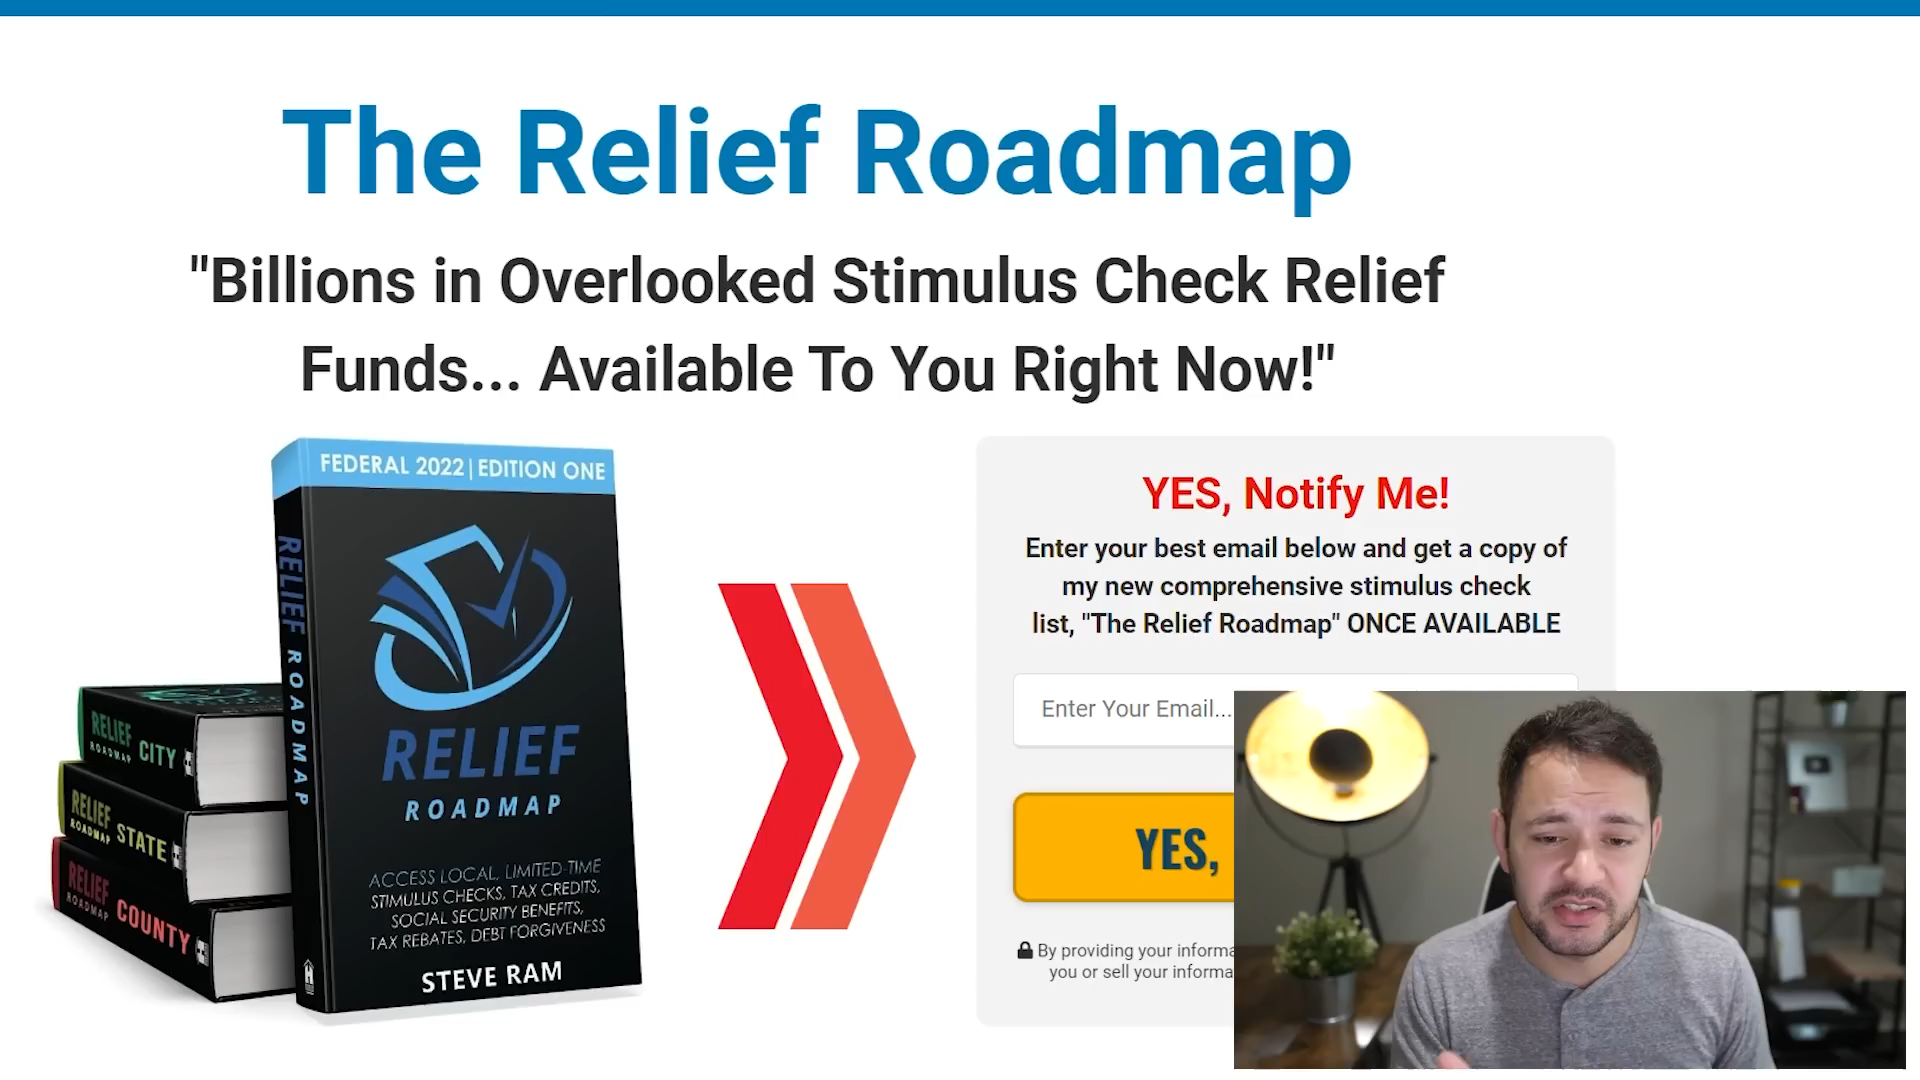 The Relief Roadmap
"Billions in Overlooked Stimulus Check Relief
Funds... Available To You Right Now!"
FEDERAL 2022 | EDITION ONE
RELIEF ROADMAP
RELIEF
ROADMAP
ACCESS LOCAL, LIMITED-TIME
STIMULUS CHECKS, TAX CREDITS,
SOCIAL SECURITY BENEFITS,
TAX REBATES, DEBT FORGIVENESS
STEVE RAM
RELIEF
ROADMAP
CITY
RELIEF
ROADMAP
STATE
RELIEF
ROADMAP
COUNTY
YES, Notify Me!
Enter your best email below and get a copy of
my new comprehensive stimulus check
list, "The Relief Roadmap" ONCE AVAILABLE
Enter Your Email...
YES,
By providing your informa
you or sell your informa